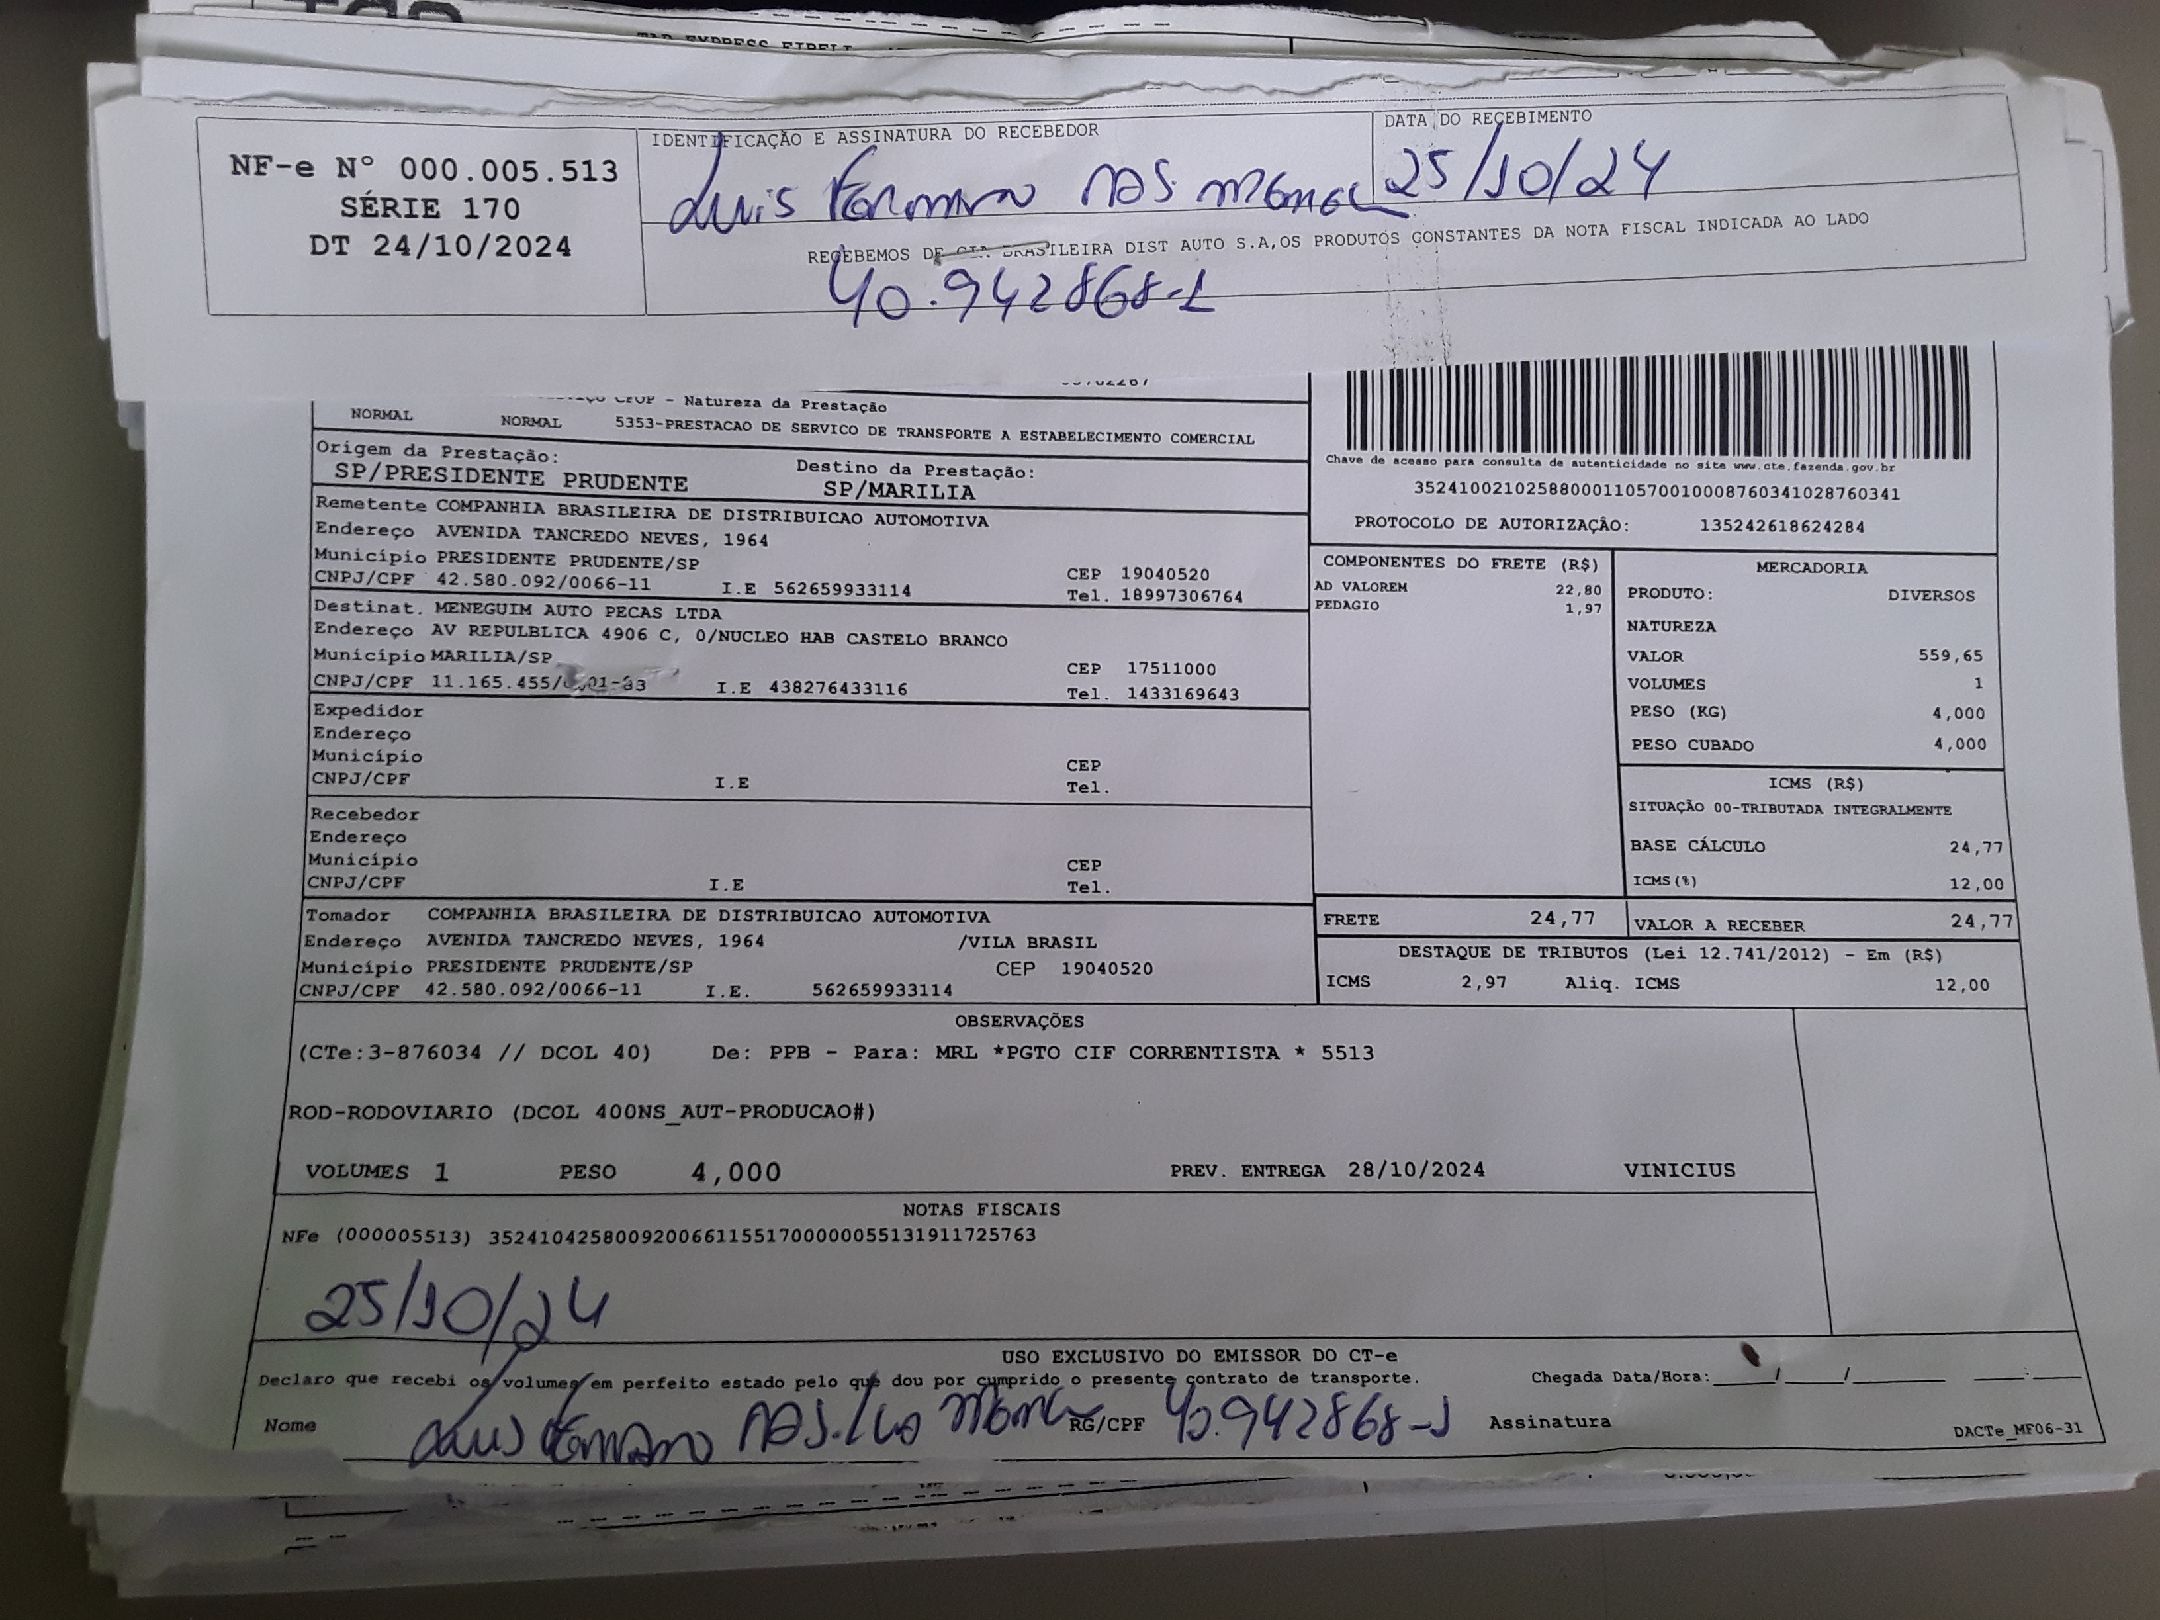 NF-e Nº 000.005.513
SÉRIE 170
DT 24/10/2024
IDENTIFICAÇÃO E ASSINATURA DO RECEBEDOR
DATA DO RECEBIMENTO
Luis
25/10/24
RECEBEMOS DE CIA BRASILEIRA DIST AUTO S.A,OS PRODUTOS CONSTANTES DA NOTA FISCAL INDICADA AO LADO
40.942868-1
CFOP - Natureza da Prestação
NORMAL NORMAL 5353-PRESTACAO DE SERVICO DE TRANSPORTE A ESTABELECIMENTO COMERCIAL
Origem da Prestação: Destino da Prestação:
SP/PRESIDENTE PRUDENTE SP/MARILIA
Remetente COMPANHIA BRASILEIRA DE DISTRIBUICAO AUTOMOTIVA
Endereço AVENIDA TANCREDO NEVES, 1964
Município PRESIDENTE PRUDENTE/SP CEP 19040520
CNPJ/CPF 42.580.092/0066-11 I.E 562659933114 Tel. 18997306764
Destinat. MENEGUIM AUTO PECAS LTDA
Endereço AV REPULBLICA 4906 C, 0/NUCLEO HAB CASTELO BRANCO
Município MARILIA/SP CEP 17511000
CNPJ/CPF 11.165.455/ 01-83 I.E 438276433116 Tel. 1433169643
Expedidor
Endereço
Município CEP
CNPJ/CPF I.E Tel.
Recebedor
Endereço
Município CEP
CNPJ/CPF I.E Tel.
Tomador COMPANHIA BRASILEIRA DE DISTRIBUICAO AUTOMOTIVA
Endereço AVENIDA TANCREDO NEVES, 1964 /VILA BRASIL
Município PRESIDENTE PRUDENTE/SP CEP 19040520
CNPJ/CPF 42.580.092/0066-11 I.E. 562659933114
Chave de acesso para consulta de autenticidade no site www.cte.fazenda.gov.br
35241002102588000110570010008760341028760341
PROTOCOLO DE AUTORIZAÇÃO: 135242618624284
COMPONENTES DO FRETE (R$)
AD VALOREM 22,80
PEDAGIO 1,97
MERCADORIA
PRODUTO: DIVERSOS
NATUREZA
VALOR 559,65
VOLUMES 1
PESO (KG) 4,000
PESO CUBADO 4,000
ICMS (R$)
SITUAÇÃO 00-TRIBUTADA INTEGRALMENTE
BASE CÁLCULO 24,77
ICMS(%) 12,00
FRETE 24,77 VALOR A RECEBER 24,77
DESTAQUE DE TRIBUTOS (Lei 12.741/2012) - Em (R$)
ICMS 2,97 Aliq. ICMS 12,00
OBSERVAÇÕES
(CTe:3-876034 // DCOL 40) De: PPB - Para: MRL *PGTO CIF CORRENTISTA * 5513
ROD-RODOVIARIO (DCOL 400NS_AUT-PRODUCAO#)
VOLUMES 1 PESO 4,000 PREV. ENTREGA 28/10/2024 VINICIUS
NOTAS FISCAIS
NFe (000005513) 35241042580092006611551700000055131911725763
25/10/24
USO EXCLUSIVO DO EMISSOR DO CT-e
Declaro que recebi os volumes em perfeito estado pelo que dou por cumprido o presente contrato de transporte. Chegada Data/Hora:
Nome Luis RG/CPF 40.942868-1 Assinatura
DACTe_MF06-31